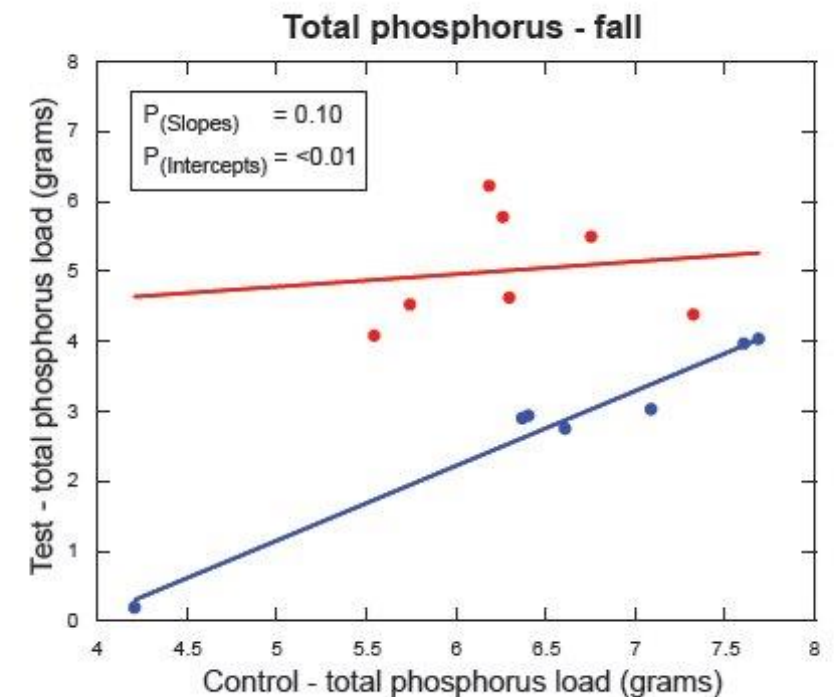 Total phosphorus - fall
P(Slopes) = 0.10
P(Intercepts) = <0.01
Test - total phosphorus load (grams)
8
7
6
5
4
3
2
1
0
4 4.5 5 5.5 6 6.5 7 7.5 8
Control - total phosphorus load (grams)